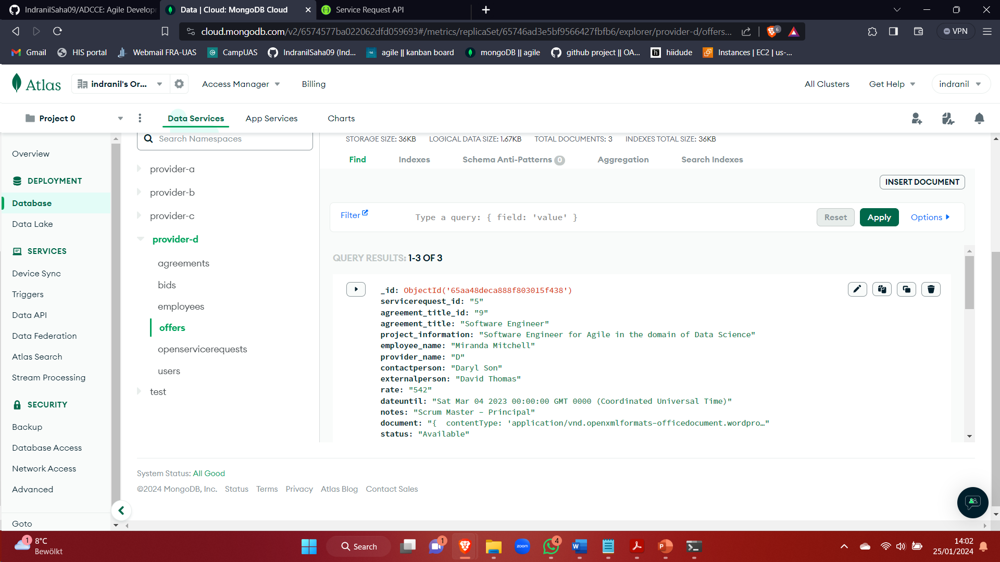 IndranilSaha09/ADCCE: Agile Develop
Data | Cloud: MongoDB Cloud
Service Request API
cloud.mongodb.com/v2/6574577ba022062dfd059693#/metrics/replicaSet/65746ad3e5bf9566427fbfb6/explorer/provider-d/offers...
6
VPN
Gmail
HIS portal
Webmail FRA-UAS
CampUAS
IndranilSaha09 (Ind...
agile || kanban board
mongoDB || agile
github project || OA...
hiidude
Instances | EC2 | us-...
Atlas
indranil's Or...
Access Manager
Billing
All Clusters
Get Help
indranil
Project 0
Data Services
App Services
Charts
Overview
DEPLOYMENT
Database
Data Lake
SERVICES
Device Sync
Triggers
Data API
Data Federation
Atlas Search
Stream Processing
SECURITY
Backup
Database Access
Network Access
Advanced
Goto
Search Namespaces
provider-a
provider-b
provider-c
provider-d
agreements
bids
employees
offers
openservicerequests
users
test
STORAGE SIZE: 36KB LOGICAL DATA SIZE: 1.67KB TOTAL DOCUMENTS: 3 INDEXES TOTAL SIZE: 36KB
Find Indexes Schema Anti-Patterns 0 Aggregation Search Indexes
INSERT DOCUMENT
Filter
Type a query: { field: 'value' }
Reset
Apply
Options
QUERY RESULTS: 1-3 OF 3
_id: ObjectId('65aa48deca888f803015f438')
servicerequest_id: "5"
agreement_title_id: "9"
agreement_title: "Software Engineer"
project_information: "Software Engineer for Agile in the domain of Data Science"
employee_name: "Miranda Mitchell"
provider_name: "D"
contactperson: "Daryl Son"
externalperson: "David Thomas"
rate: "542"
dateuntil: "Sat Mar 04 2023 00:00:00 GMT 0000 (Coordinated Universal Time)"
notes: "Scrum Master – Principal"
document: "{  contentType: 'application/vnd.openxmlformats-officedocument.wordpro…"
status: "Available"
System Status: All Good
©2024 MongoDB, Inc. Status Terms Privacy Atlas Blog Contact Sales
1
8°C
Bewölkt
Search
1
zoom
4
14:02
25/01/2024